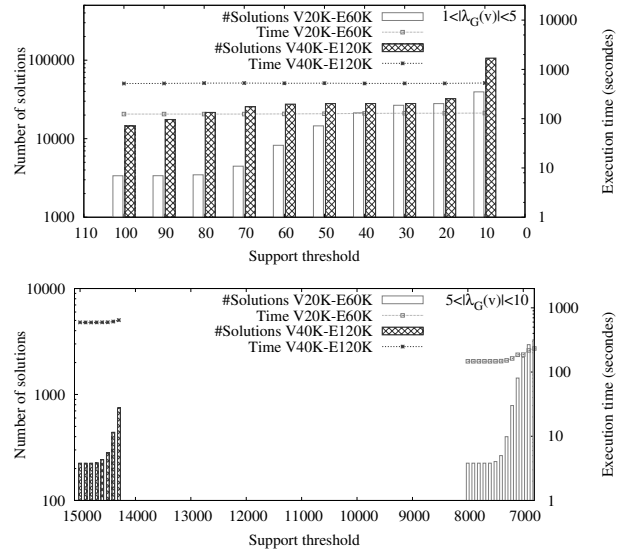 #Solutions V20K-E60K
Time V20K-E60K
#Solutions V40K-E120K
Time V40K-E120K
1<|λG(v)|<5
Number of solutions
100000
10000
1000
Execution time (secondes)
10000
1000
100
10
1
110 100 90 80 70 60 50 40 30 20 10 0
Support threshold
#Solutions V20K-E60K
Time V20K-E60K
#Solutions V40K-E120K
Time V40K-E120K
5<|λG(v)|<10
Number of solutions
10000
1000
100
Execution time (secondes)
1000
100
10
1
15000 14000 13000 12000 11000 10000 9000 8000 7000
Support threshold